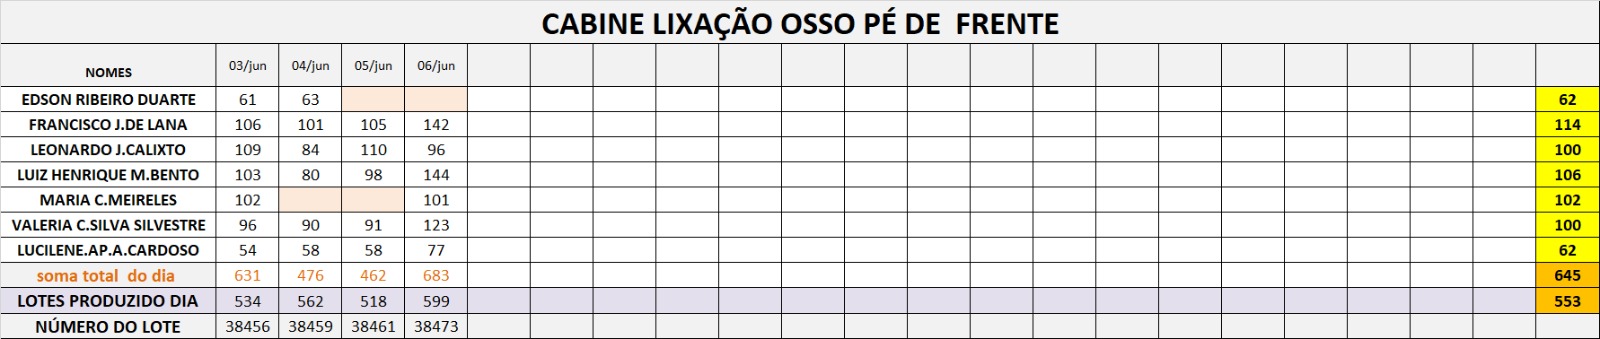 CABINE LIXAÇÃO OSSO PÉ DE FRENTE
NOMES 03/jun 04/jun 05/jun 06/jun
EDSON RIBEIRO DUARTE 61 63 62
FRANCISCO J.DE LANA 106 101 105 142 114
LEONARDO J.CALIXTO 109 84 110 96 100
LUIZ HENRIQUE M.BENTO 103 80 98 144 106
MARIA C.MEIRELES 102 101 102
VALERIA C.SILVA SILVESTRE 96 90 91 123 100
LUCILENE.AP.A.CARDOSO 54 58 58 77 62
soma total do dia 631 476 462 683 645
LOTES PRODUZIDO DIA 534 562 518 599 553
NÚMERO DO LOTE 38456 38459 38461 38473